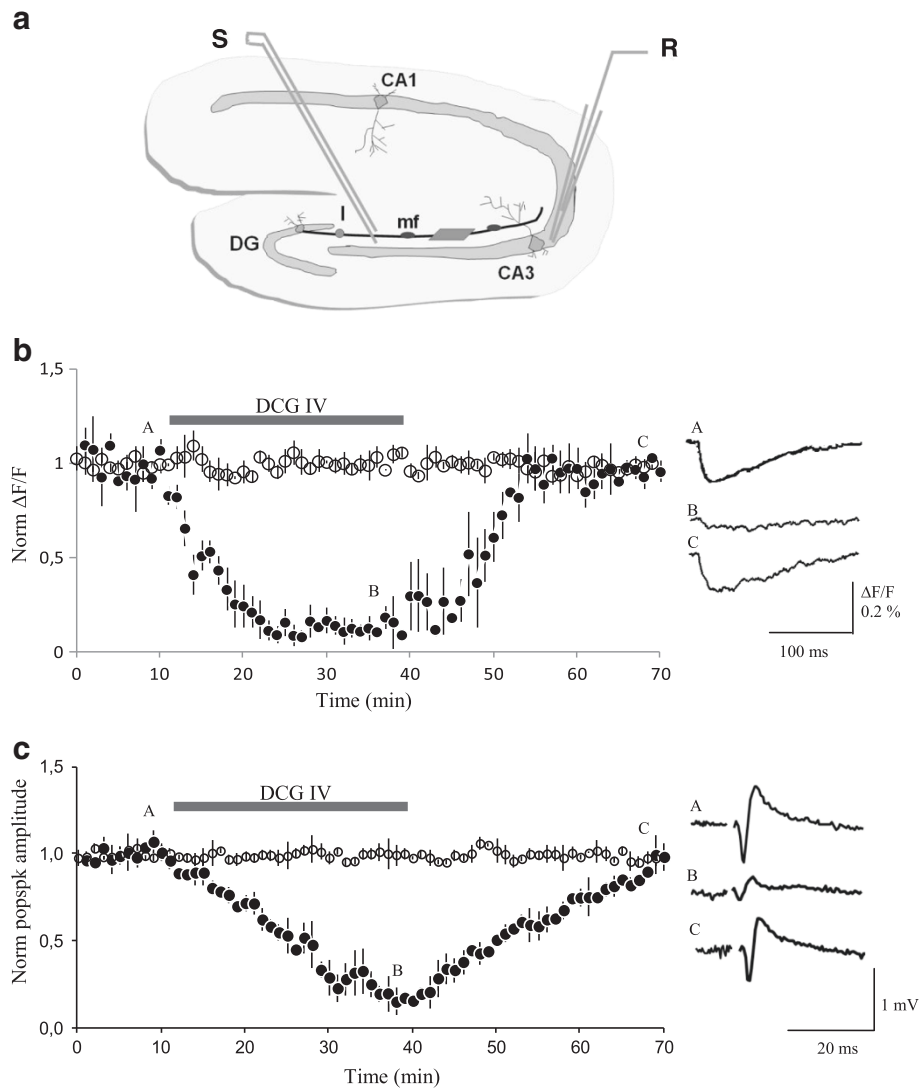 a
S
R
CA1
I
mf
DG
CA3
b
1,5
1
0,5
0
Norm ΔF/F
DCG IV
A
B
C
0 10 20 30 40 50 60 70
Time (min)
A
B
C
ΔF/F
0.2 %
100 ms
c
1,5
1,0
0,5
0,0
Norm popspk amplitude
DCG IV
A
B
C
0 10 20 30 40 50 60 70
Time (min)
A
B
C
1 mV
20 ms